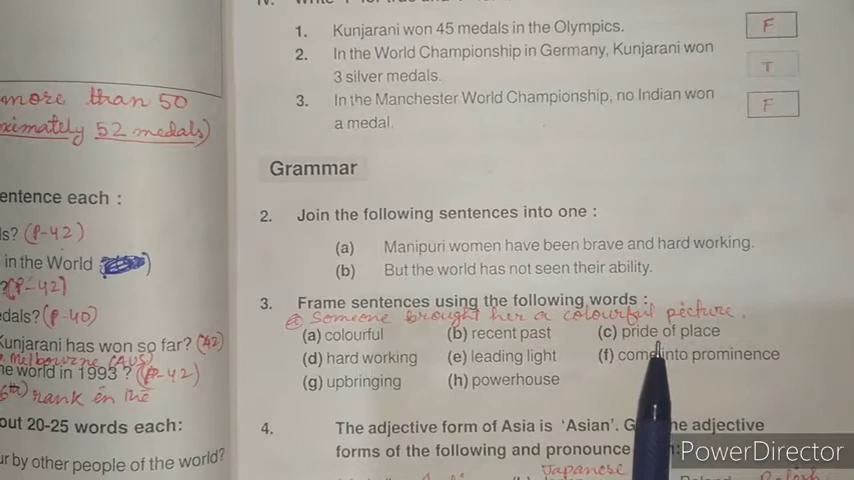 1. Kunjarani won 45 medals in the Olympics. F
2. In the World Championship in Germany, Kunjarani won
3 silver medals. T
3. In the Manchester World Championship, no Indian won
a medal. F
more than 50
ximately 52 medals)
entence each :
ls? (P-42)
in the World
? (P-42)
edals? (P-40)
Kunjarani has won so far? (42)
Melbourne (AUS)
he world in 1993 ? (P-42)
rank in the
out 20-25 words each:
ur by other people of the world?
Grammar
2. Join the following sentences into one :
(a) Manipuri women have been brave and hard working.
(b) But the world has not seen their ability.
3. Frame sentences using the following words :
(a) Someone brought her a colourful picture.
(a) colourful (b) recent past (c) pride of place
(d) hard working (e) leading light (f) come into prominence
(g) upbringing (h) powerhouse
4. The adjective form of Asia is 'Asian'. G he adjective
forms of the following and pronounce
Japanese
PowerDirector